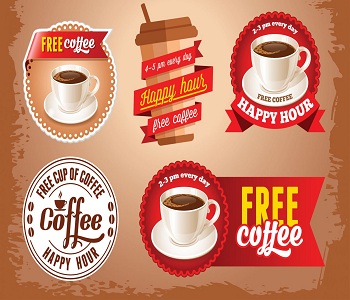 FREE coffee
4-5 pm every day
Happy hour
free coffee
2-3 pm every day
FREE COFFEE
HAPPY HOUR
FREE CUP OF COFFEE
Coffee
HAPPY HOUR
2-3 pm every day
FREE
coffee